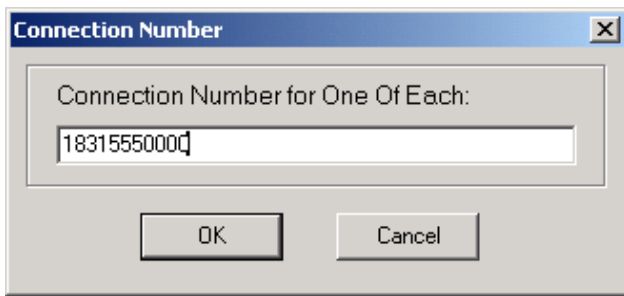 Connection Number
Connection Number for One Of Each:
18315550000
OK
Cancel